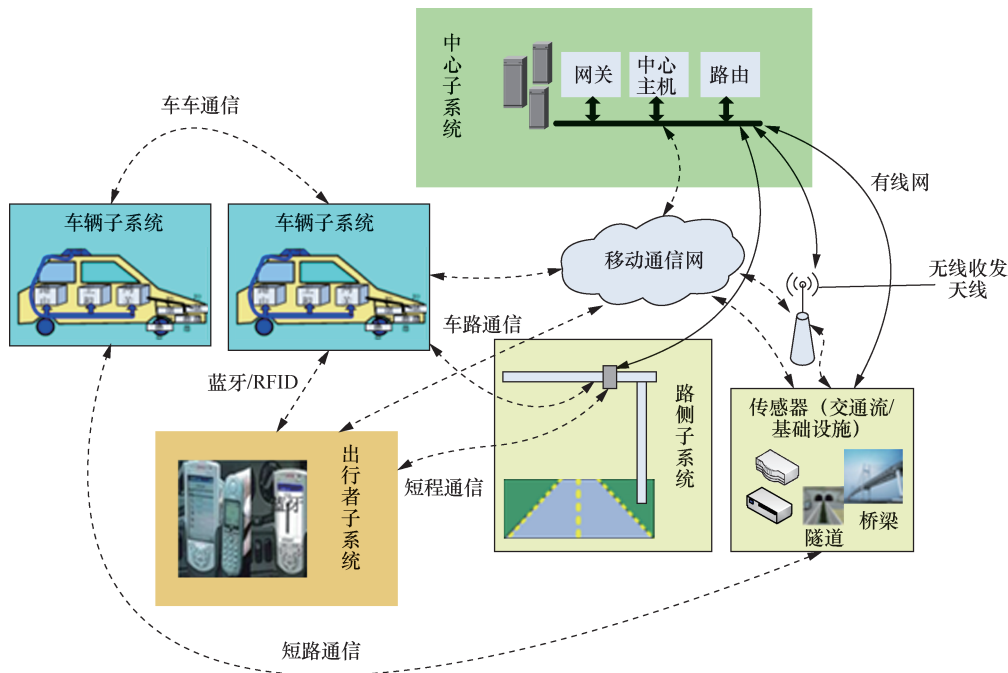 中心子系统
网关
中心
主机
路由
车车通信
有线网
车辆子系统
车辆子系统
移动通信网
无线收发
天线
车路通信
蓝牙/RFID
路侧子系统
传感器（交通流/
基础设施）
出行者子系统
蓝牙
短程通信
桥梁
隧道
短路通信